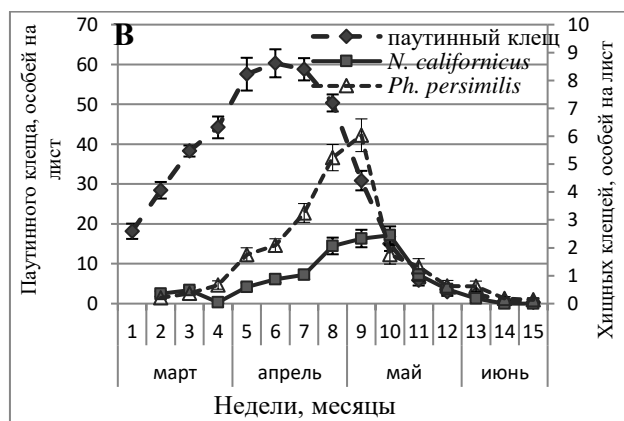 В
паутинный клещ
N. californicus
Ph. persimilis
Паутинного клеща, особей на
лист
70
60
50
40
30
20
10
0
10
9
8
7
6
5
4
3
2
1
0
Хищных клещей, особей на лист
1 2 3 4 5 6 7 8 9 10 11 12 13 14 15
март апрель май июнь
Недели, месяцы